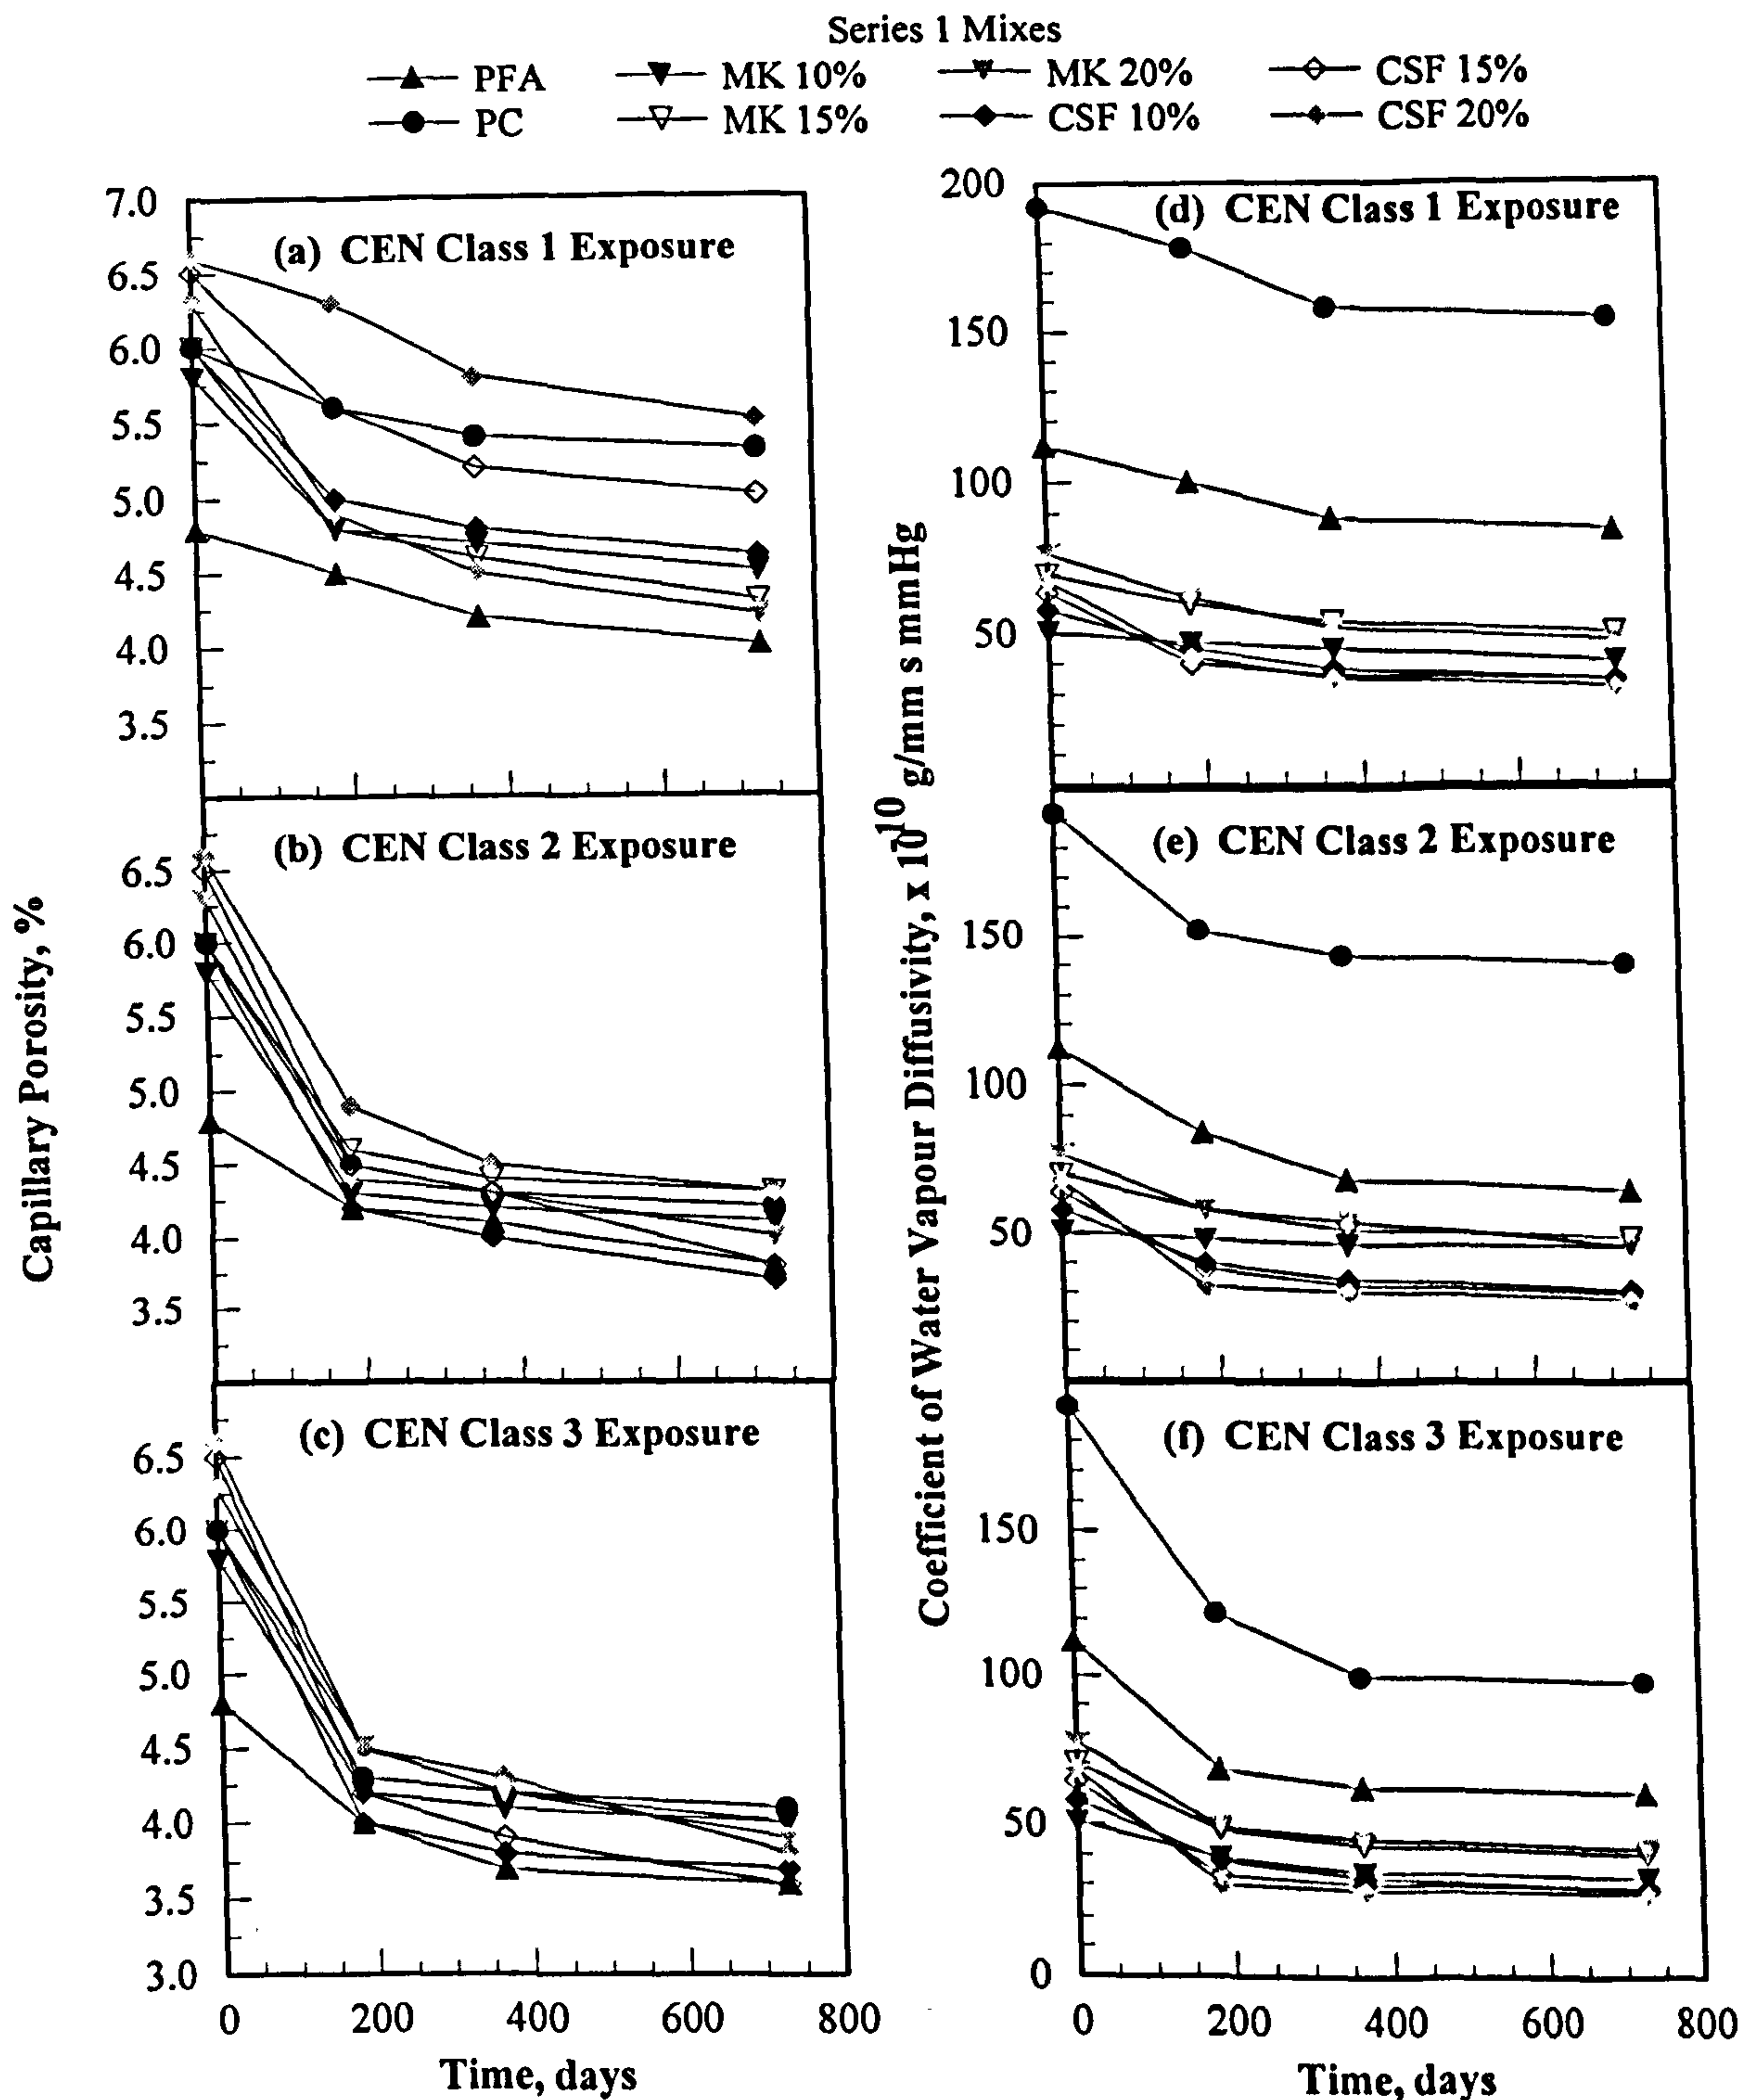 Series 1 Mixes
PFA MK 10% MK 20% CSF 15%
PC MK 15% CSF 10% CSF 20%
Capillary Porosity, %
7.0
(a) CEN Class 1 Exposure
6.5
6.0
5.5
5.0
4.5
4.0
3.5
(b) CEN Class 2 Exposure
6.5
6.0
5.5
5.0
4.5
4.0
3.5
(c) CEN Class 3 Exposure
6.5
6.0
5.5
5.0
4.5
4.0
3.5
3.0
0 200 400 600 800
Time, days
Coefficient of Water Vapour Diffusivity, x 10^10 g/mm s mmHg
200
(d) CEN Class 1 Exposure
150
100
50
(e) CEN Class 2 Exposure
150
100
50
(f) CEN Class 3 Exposure
150
100
50
0
0 200 400 600 800
Time, days